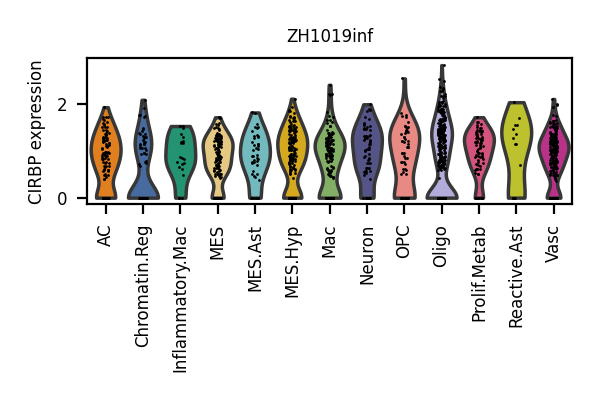 ZH1019inf
CIRBP expression
2
0
AC
Chromatin.Reg
Inflammatory.Mac
MES
MES.Ast
MES.Hyp
Mac
Neuron
OPC
Oligo
Prolif.Metab
Reactive.Ast
Vasc